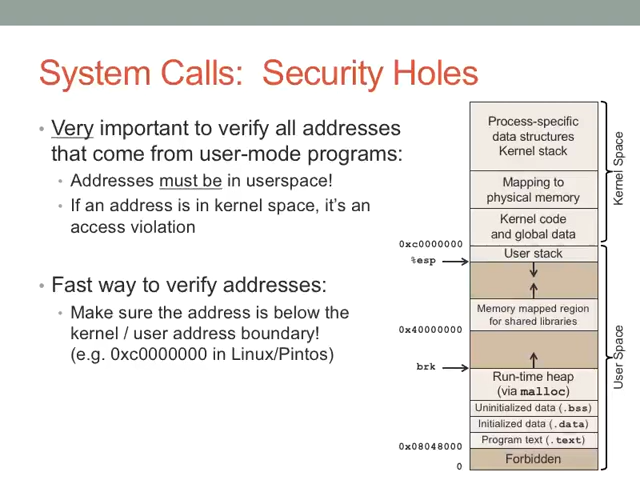 System Calls: Security Holes
• Very important to verify all addresses
that come from user-mode programs:
• Addresses must be in userspace!
• If an address is in kernel space, it's an
access violation
• Fast way to verify addresses:
• Make sure the address is below the
kernel / user address boundary!
(e.g. 0xc0000000 in Linux/Pintos)
Process-specific
data structures
Kernel stack
Mapping to
physical memory
Kernel code
and global data
Kernel Space
0xc0000000
User stack
%esp
Memory mapped region
for shared libraries
0x40000000
brk
Run-time heap
(via malloc)
Uninitialized data (.bss)
Initialized data (.data)
Program text (.text)
0x08048000
Forbidden
0
User Space